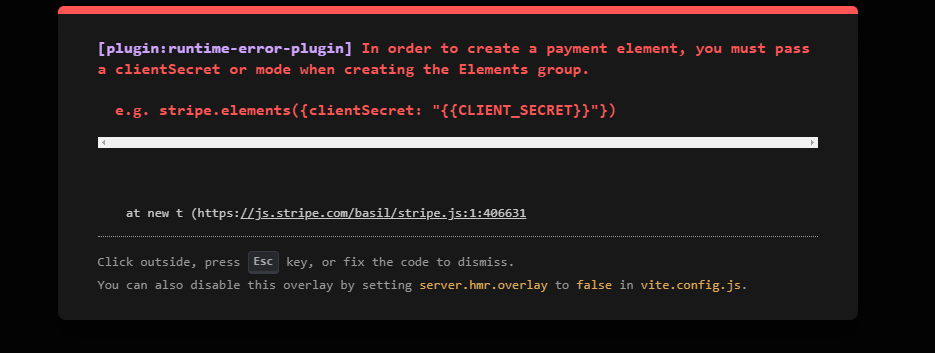 [plugin:runtime-error-plugin] In order to create a payment element, you must pass
a clientSecret or mode when creating the Elements group.
e.g. stripe.elements({clientSecret: "{{CLIENT_SECRET}}"})
at new t (https://js.stripe.com/basil/stripe.js:1:406631
Click outside, press Esc key, or fix the code to dismiss.
You can also disable this overlay by setting server.hmr.overlay to false in vite.config.js.